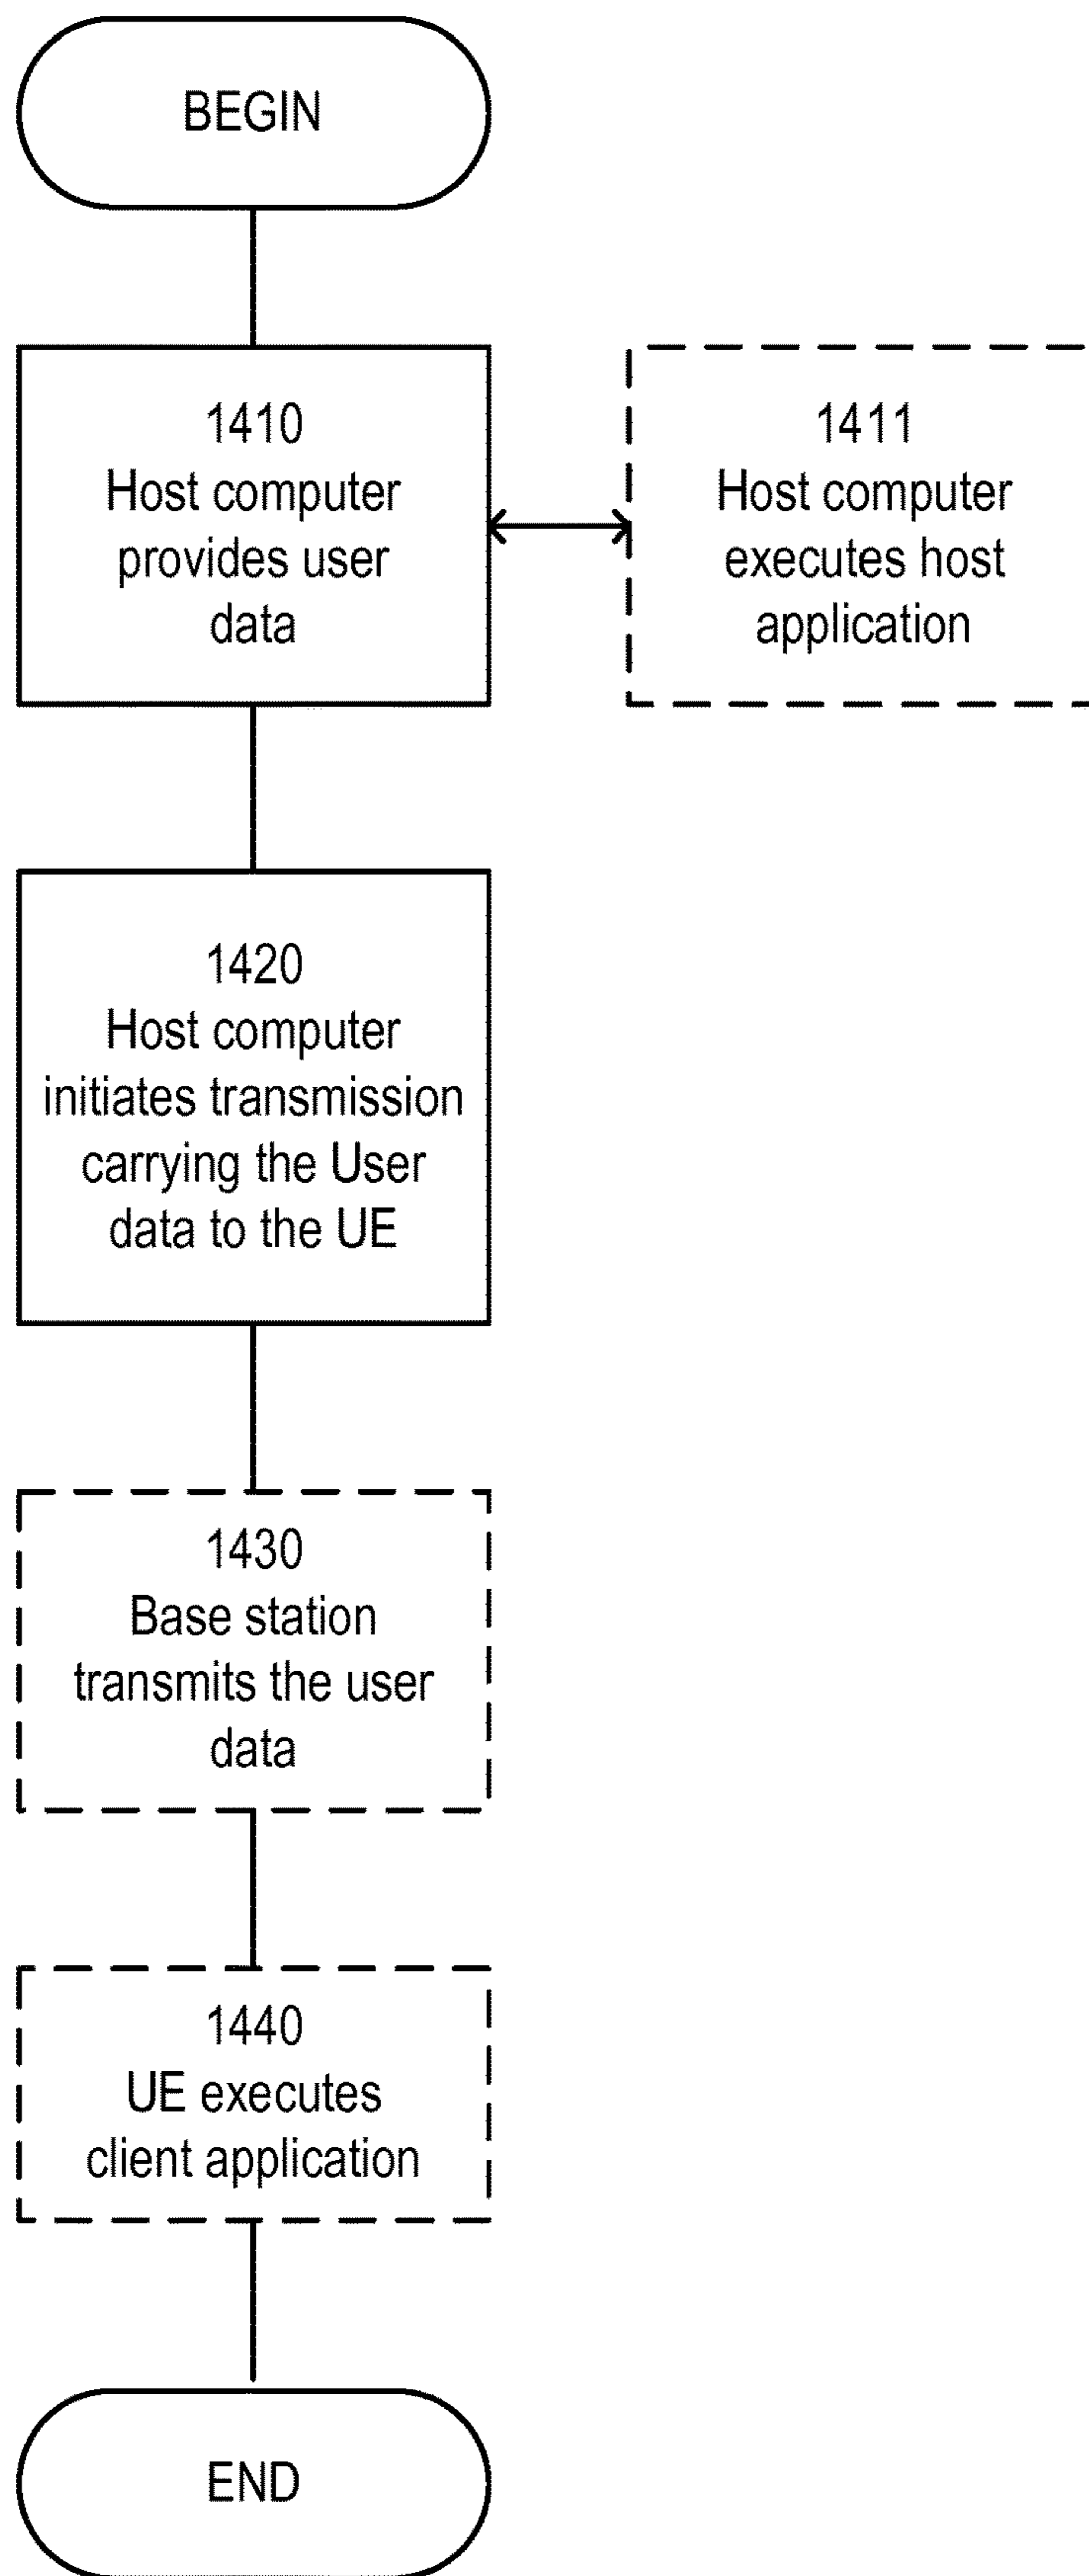 BEGIN
1410
Host computer
provides user
data
1411
Host computer
executes host
application
1420
Host computer
initiates transmission
carrying the User
data to the UE
1430
Base station
transmits the user
data
1440
UE executes
client application
END